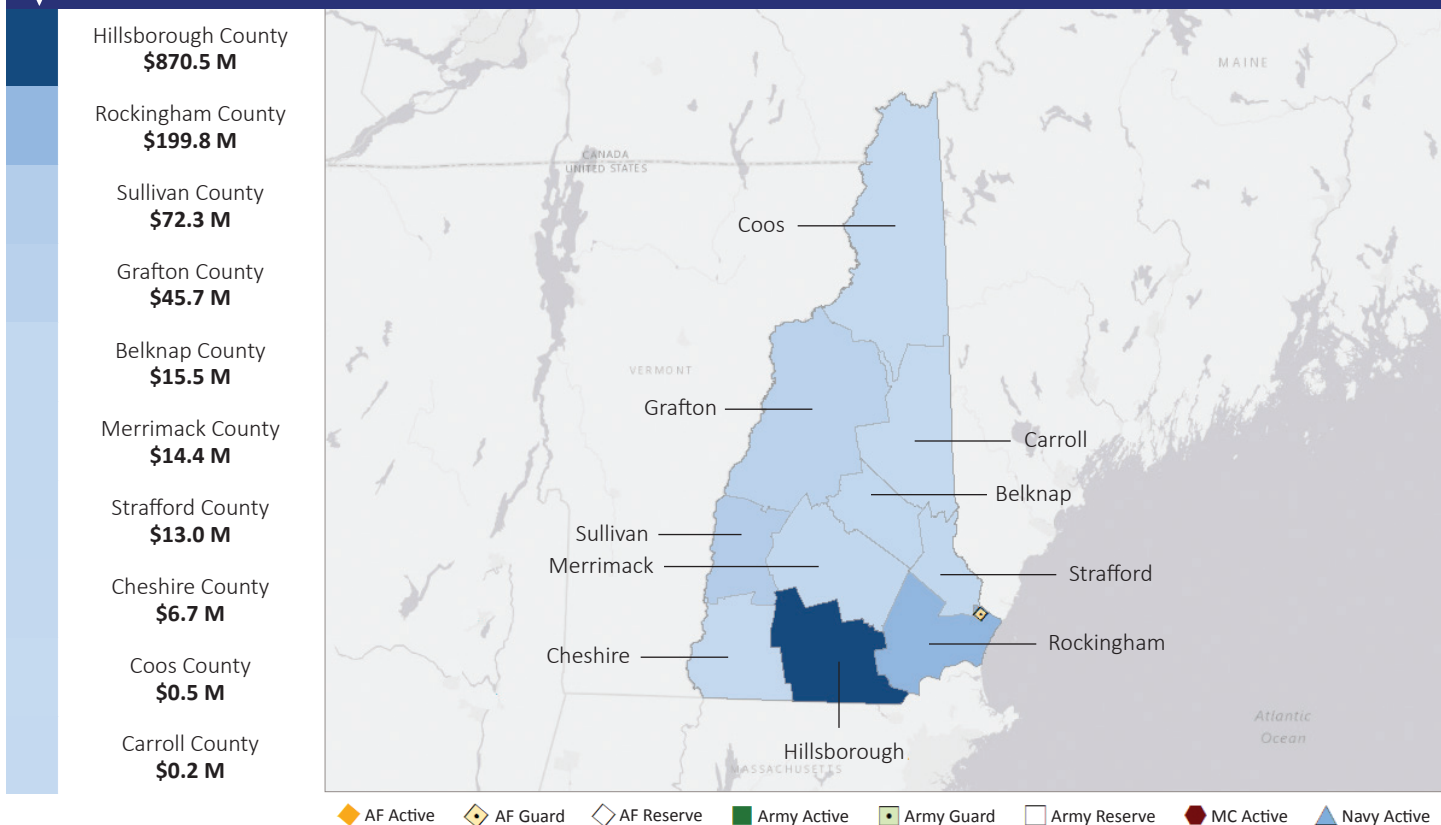 Hillsborough County
$870.5 M
Rockingham County
$199.8 M
Sullivan County
$72.3 M
Grafton County
$45.7 M
Belknap County
$15.5 M
Merrimack County
$14.4 M
Strafford County
$13.0 M
Cheshire County
$6.7 M
Coos County
$0.5 M
Carroll County
$0.2 M
MAINE
CANADA
UNITED STATES
Coos
VERMONT
Grafton
Carroll
Belknap
Sullivan
Merrimack
Strafford
Rockingham
Cheshire
Atlantic
Ocean
Hillsborough
MASSACHUSETTS
AF Active
AF Guard
AF Reserve
Army Active
Army Guard
Army Reserve
MC Active
Navy Active